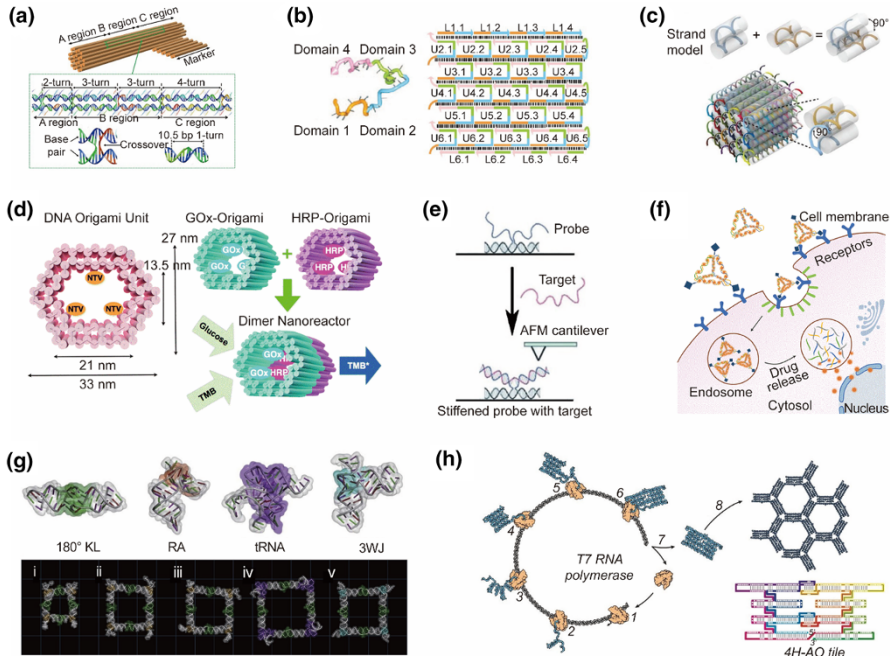 (a)
A region B region C region
Marker
2-turn 3-turn 3-turn 4-turn
A region B region C region
Base pair
Crossover
10.5 bp 1-turn
(b)
Domain 4 Domain 3
Domain 1 Domain 2
L1.1 L1.2 L1.3 L1.4
U2.1 U2.2 U2.3 U2.4 U2.5
U3.1 U3.2 U3.3 U3.4
U4.1 U4.2 U4.3 U4.4 U4.5
U5.1 U5.2 U5.3 U5.4
U6.1 U6.2 U6.3 U6.4 U6.5
L6.1 L6.2 L6.3 L6.4
(c)
Strand
model
+ =
90°
90°
(d)
DNA Origami Unit
NTV
NTV NTV
27 nm
13.5 nm
21 nm
33 nm
GOx-Origami HRP-Origami
GOx
GOx G
+
HRP
HRP H
Dimer Nanoreactor
Glucose
TMB
GOx H
GOx HRP
TMB*
(e)
Probe
Target
AFM cantilever
Stiffened probe with target
(f)
Cell membrane
Receptors
Endosome
Drug
release
Cytosol
Nucleus
(g)
180° KL RA tRNA 3WJ
i ii iii iv v
(h)
5 6
4
3
2
1
7
8
T7 RNA
polymerase
4H-AO tile